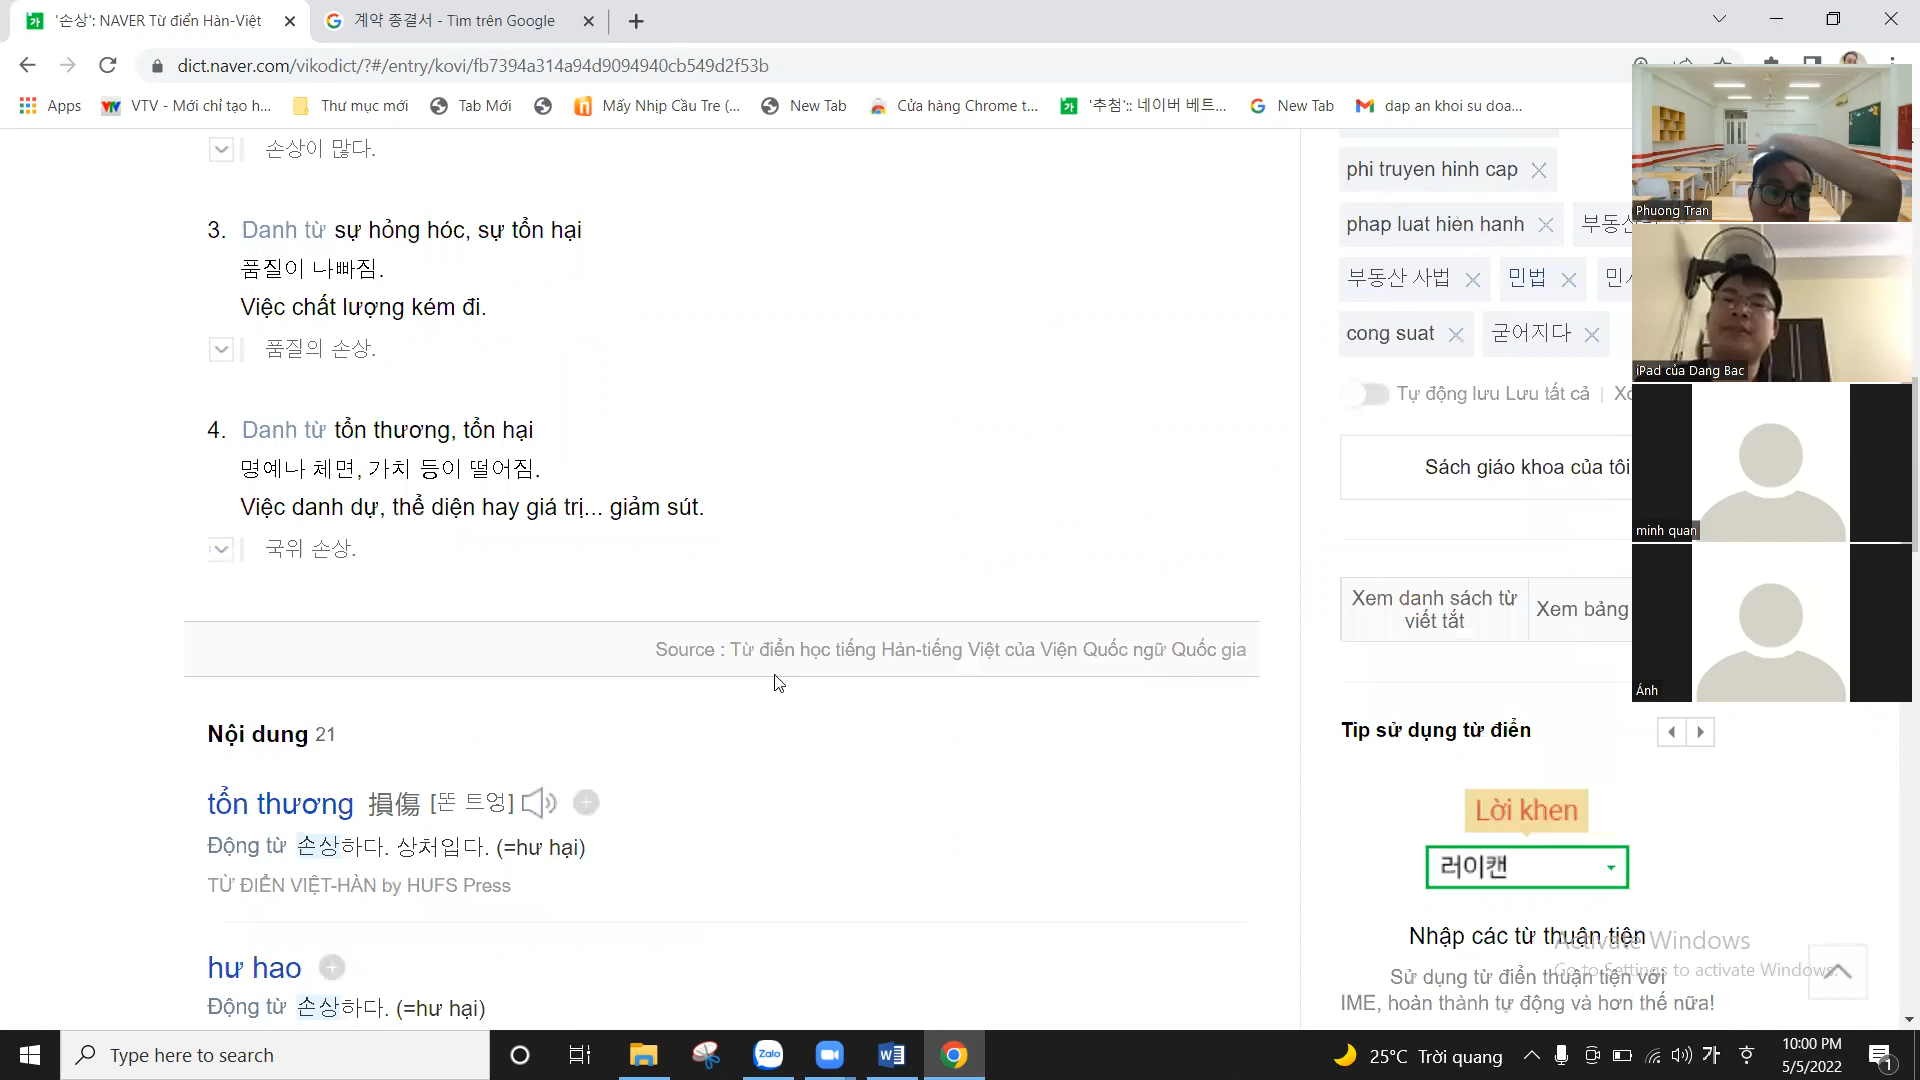 '손상': NAVER Từ điển Hàn-Việt
계약 종결서 - Tìm trên Google
dict.naver.com/vikodict/?#/entry/kovi/fb7394a314a94d9094940cb549d2f53b
Apps
VTV - Mới chỉ tạo h...
Thư mục mới
Tab Mới
Mấy Nhịp Cầu Tre (...
New Tab
Cửa hàng Chrome t...
'추첨':: 네이버 베트...
New Tab
dap an khoi su doa...
손상이 많다.
3. Danh từ sự hỏng hóc, sự tổn hại
품질이 나빠짐.
Việc chất lượng kém đi.
품질의 손상.
4. Danh từ tổn thương, tổn hại
명예나 체면, 가치 등이 떨어짐.
Việc danh dự, thể diện hay giá trị... giảm sút.
국위 손상.
Source : Từ điển học tiếng Hàn-tiếng Việt của Viện Quốc ngữ Quốc gia
Nội dung 21
tổn thương 損傷 [똔 트엉]
Động từ 손상하다. 상처입다. (=hư hại)
TỪ ĐIỂN VIỆT-HÀN by HUFS Press
hư hao
Động từ 손상하다. (=hư hại)
phi truyen hinh cap
phap luat hien hanh
부동산 사법
민법
cong suat
굳어지다
Tự động lưu Lưu tất cả
Sách giáo khoa của tôi
Xem danh sách từ viết tắt
Xem bảng
Tip sử dụng từ điển
Lời khen
러이캔
Nhập các từ thuận tiện
Sử dụng từ điển thuận tiện với
IME, hoàn thành tự động và hơn thế nữa!
Activate Windows
Go to Settings to activate Windows.
Phuong Tran
iPad của Dang Bac
minh quan
Ánh
Type here to search
Zalo
25°C Trời quang
가
10:00 PM
5/5/2022
1